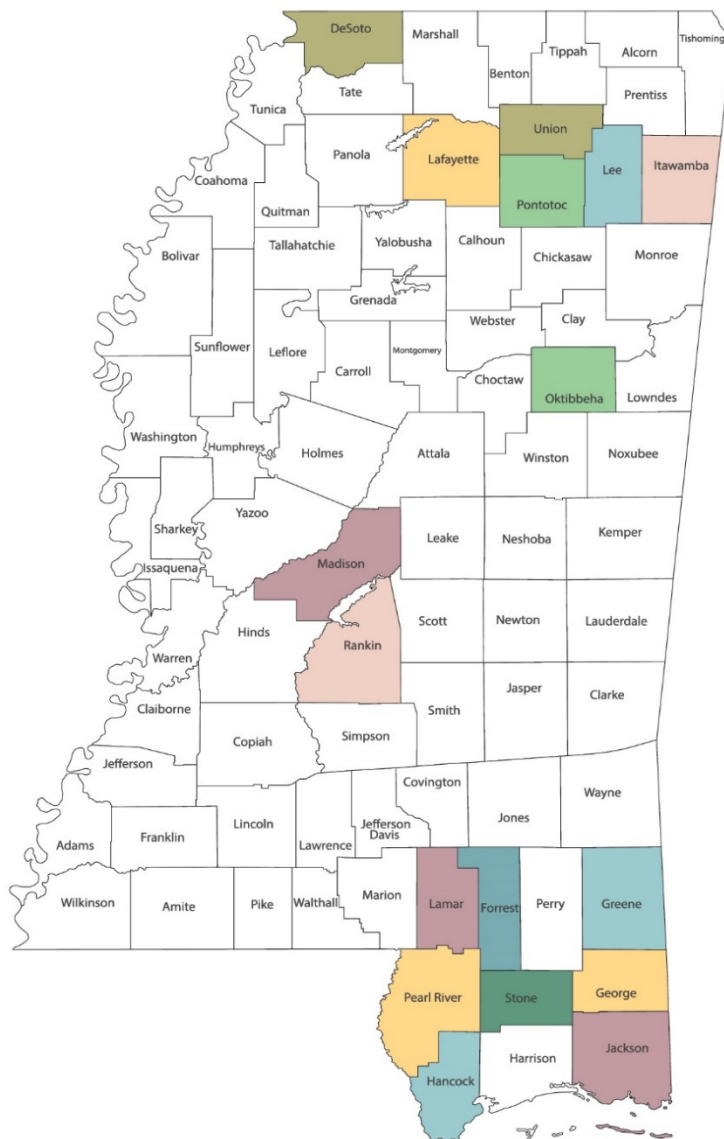 DeSoto
Marshall
Benton
Tippah
Alcorn
Tishoming
Tate
Prentiss
Tunica
Union
Panola
Lafayette
Lee
Itawamba
Coahoma
Quitman
Pontotoc
Tallahatchie
Yalobusha
Calhoun
Chickasaw
Monroe
Bolivar
Grenada
Webster
Clay
Sunflower
Leflore
Carroll
Montgomery
Choctaw
Oktibbeha
Lowndes
Washington
Humphreys
Holmes
Attala
Winston
Noxubee
Sharkey
Yazoo
Leake
Neshoba
Kemper
Issaquena
Madison
Hinds
Rankin
Scott
Newton
Lauderdale
Warren
Claiborne
Smith
Jasper
Clarke
Copiah
Simpson
Jefferson
Covington
Wayne
Adams
Franklin
Lincoln
Lawrence
Jefferson
Davis
Jones
Wilkinson
Amite
Pike
Walthall
Marion
Lamar
Forrest
Perry
Greene
Pearl River
Stone
George
Hancock
Harrison
Jackson